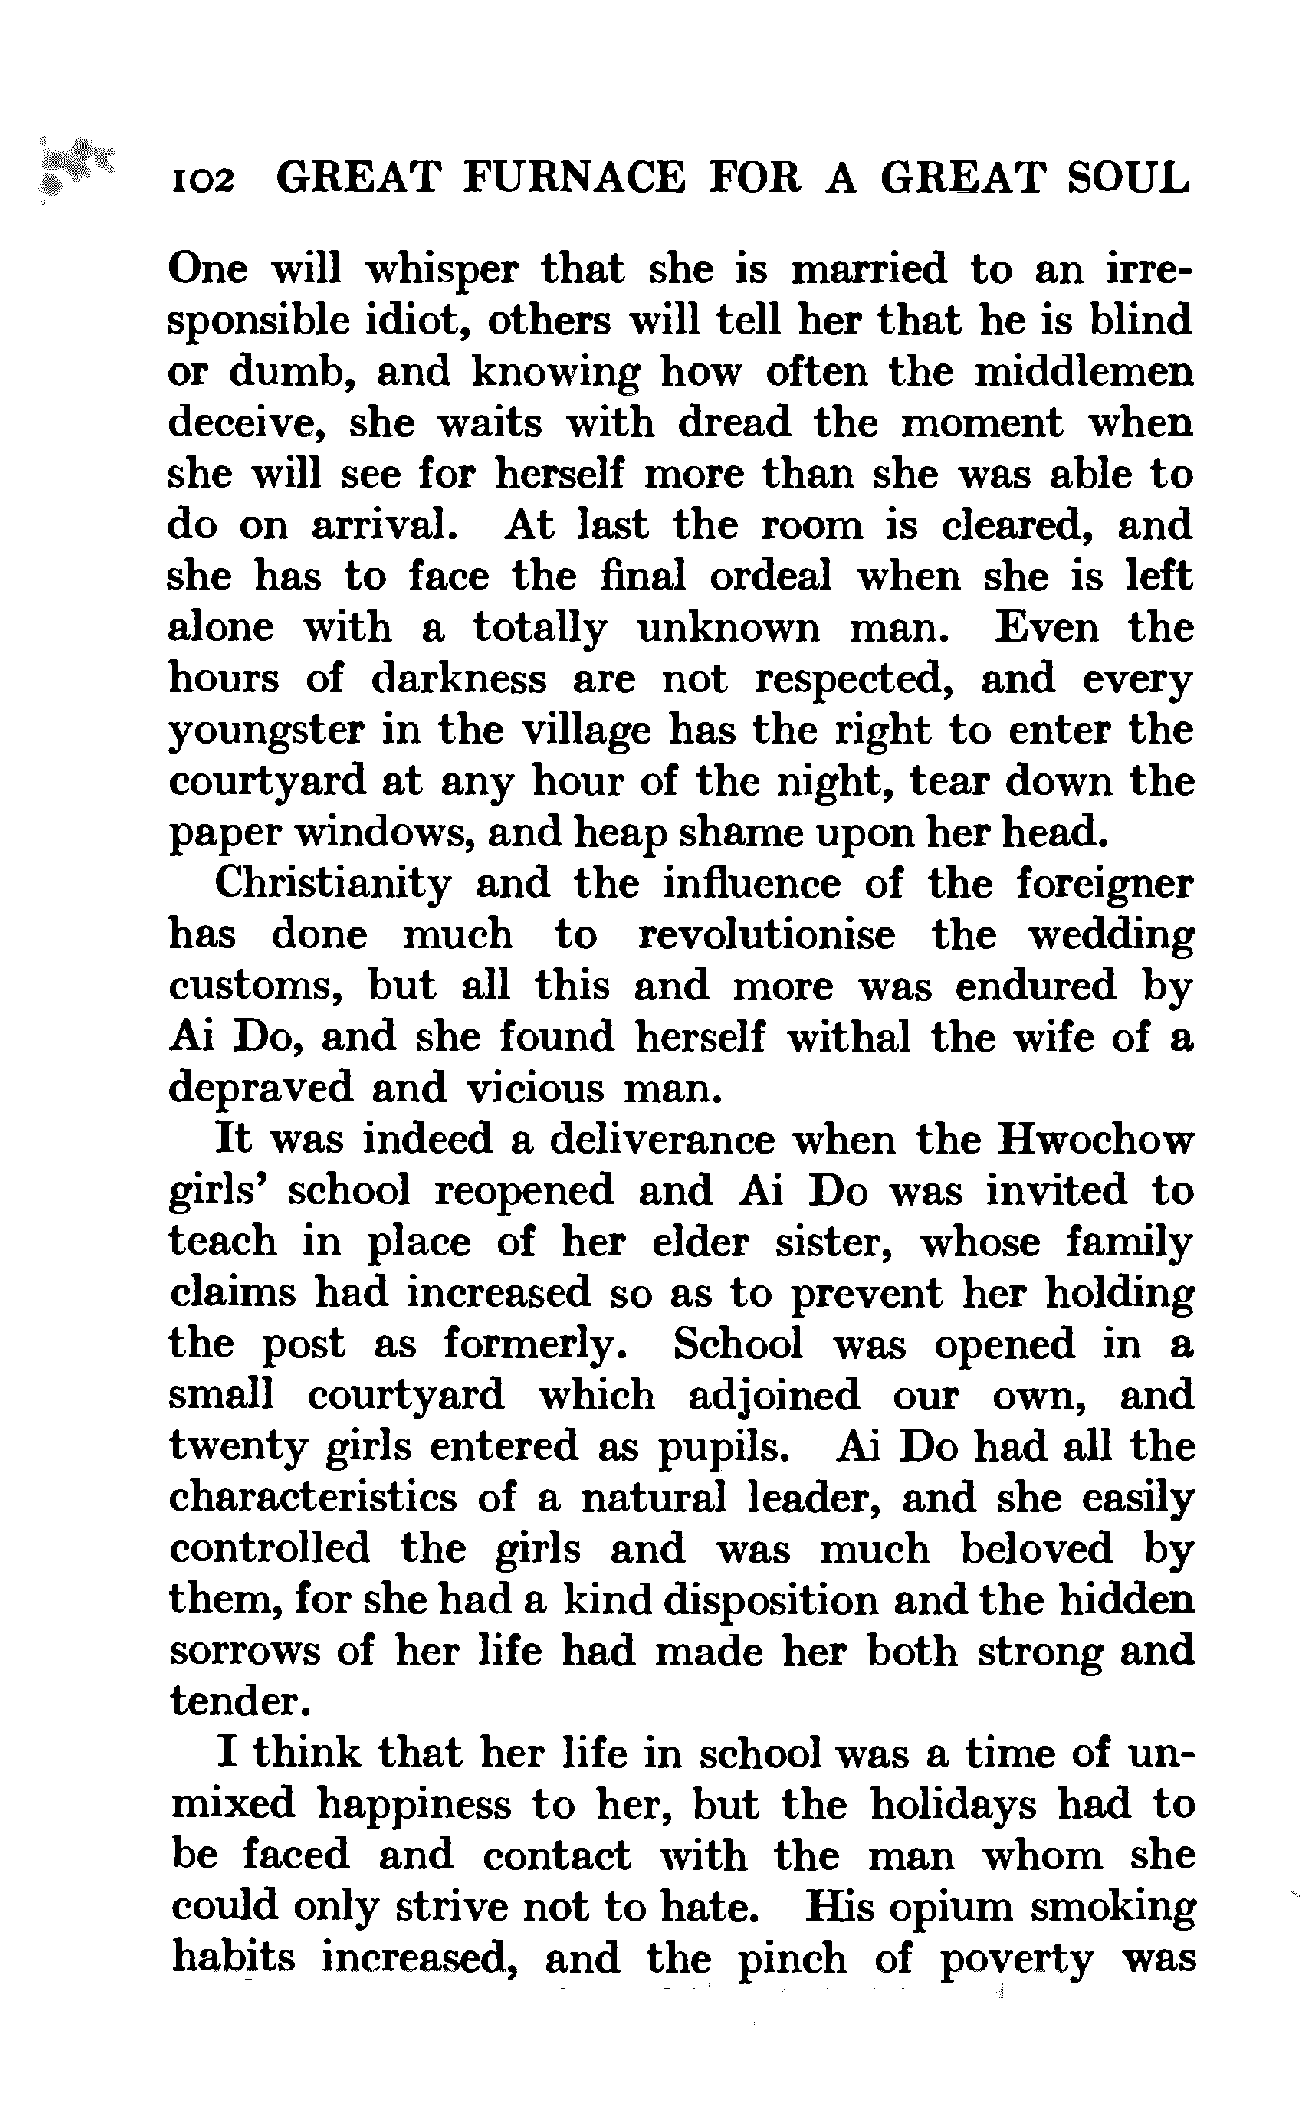 102 GREAT FURNACE FOR A GREAT SOUL
One will whisper that she is married to an irre-
sponsible idiot, others will tell her that he is blind
or dumb, and knowing how often the middlemen
deceive, she waits with dread the moment when
she will see for herself more than she was able to
do on arrival. At last the room is cleared, and
she has to face the final ordeal when she is left
alone with a totally unknown man. Even the
hours of darkness are not respected, and every
youngster in the village has the right to enter the
courtyard at any hour of the night, tear down the
paper windows, and heap shame upon her head.
Christianity and the influence of the foreigner
has done much to revolutionise the wedding
customs, but all this and more was endured by
Ai Do, and she found herself withal the wife of a
depraved and vicious man.
It was indeed a deliverance when the Hwochow
girls' school reopened and Ai Do was invited to
teach in place of her elder sister, whose family
claims had increased so as to prevent her holding
the post as formerly. School was opened in a
small courtyard which adjoined our own, and
twenty girls entered as pupils. Ai Do had all the
characteristics of a natural leader, and she easily
controlled the girls and was much beloved by
them, for she had a kind disposition and the hidden
sorrows of her life had made her both strong and
tender.
I think that her life in school was a time of un-
mixed happiness to her, but the holidays had to
be faced and contact with the man whom she
could only strive not to hate. His opium smoking
habits increased, and the pinch of poverty was